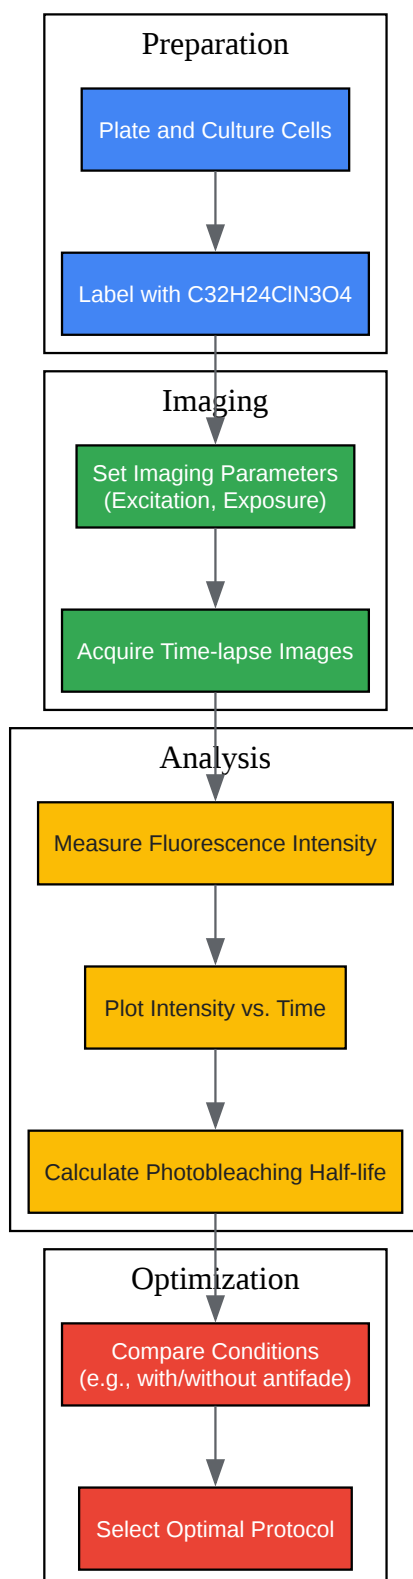 Preparation
Plate and Culture Cells
Label with C32H24ClN3O4
Imaging
Set Imaging Parameters
(Excitation, Exposure)
Acquire Time-lapse Images
Analysis
Measure Fluorescence Intensity
Plot Intensity vs. Time
Calculate Photobleaching Half-life
Optimization
Compare Conditions
(e.g., with/without antifade)
Select Optimal Protocol